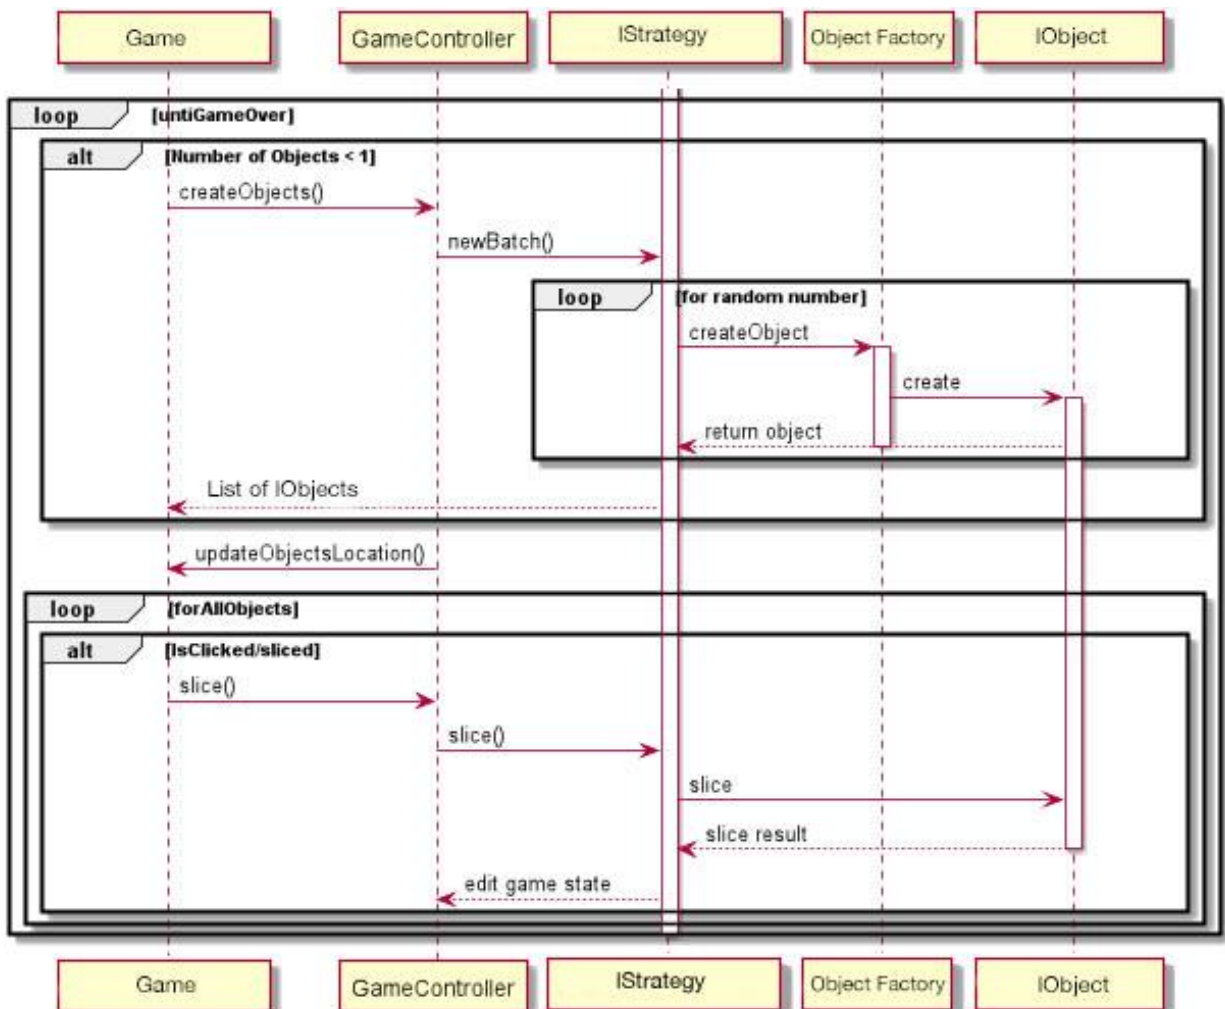 Game
GameController
IStrategy
Object Factory
IObject
loop [untiGameOver]
alt [Number of Objects < 1]
createObjects()
newBatch()
loop [for random number]
createObject
create
return object
List of IObjects
updateObjectsLocation()
loop [forAllObjects]
alt [IsClicked/sliced]
slice()
slice()
slice
slice result
edit game state
Game
GameController
IStrategy
Object Factory
IObject